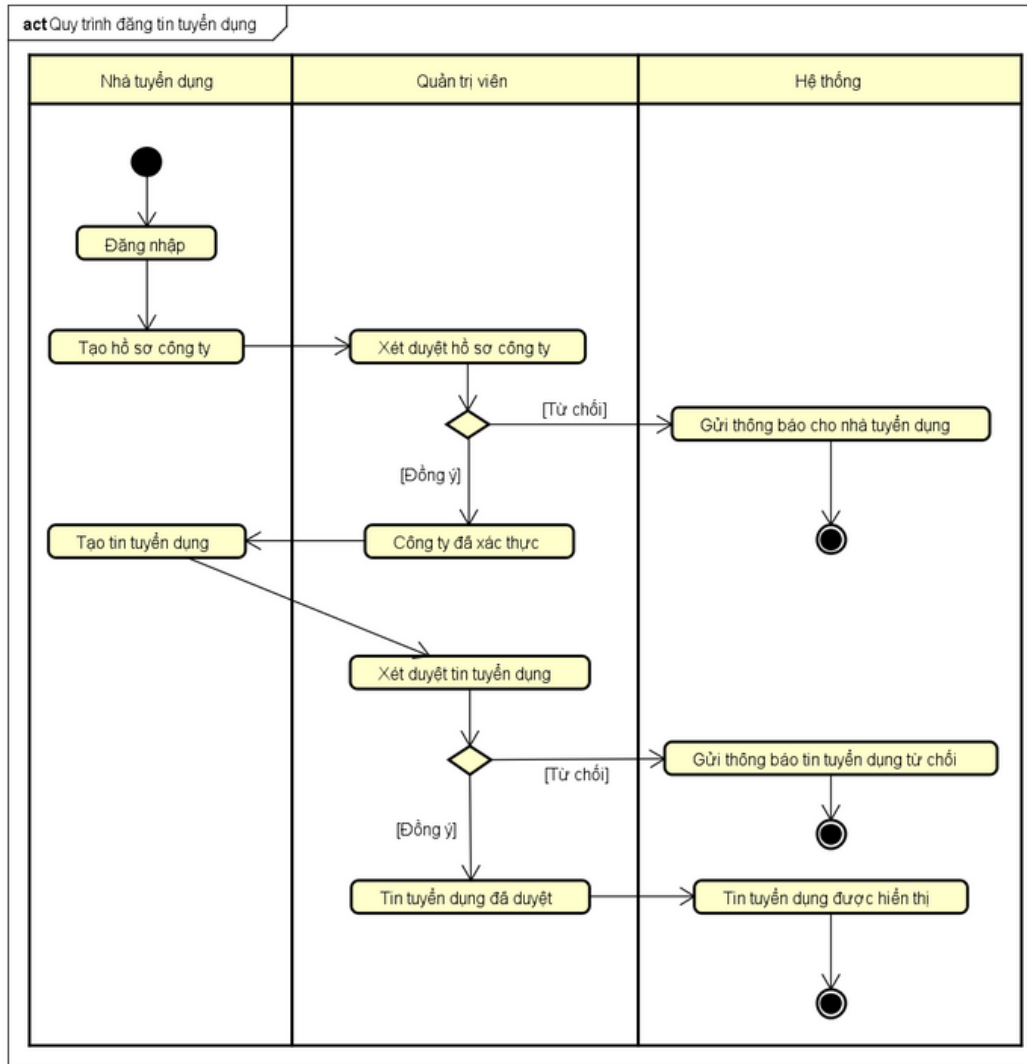 act Quy trình đăng tin tuyển dụng
Nhà tuyển dụng
Quản trị viên
Hệ thống
Đăng nhập
Tạo hồ sơ công ty
Xét duyệt hồ sơ công ty
[Từ chối]
Gửi thông báo cho nhà tuyển dụng
[Đồng ý]
Tạo tin tuyển dụng
Công ty đã xác thực
Xét duyệt tin tuyển dụng
Gửi thông báo tin tuyển dụng từ chối
[Từ chối]
[Đồng ý]
Tin tuyển dụng đã duyệt
Tin tuyển dụng được hiển thị